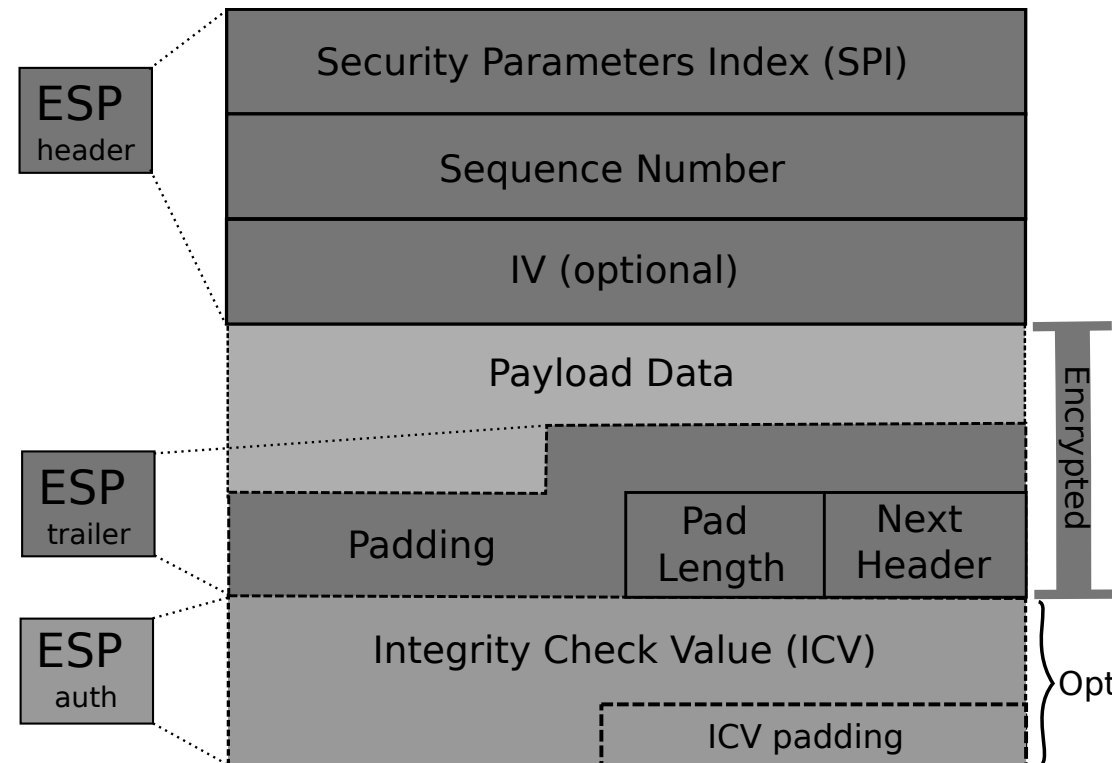 ESP
header
Security Parameters Index (SPI)
Sequence Number
IV (optional)
Payload Data
Encrypted
ESP
trailer
Padding
Pad
Length
Next
Header
ESP
auth
Integrity Check Value (ICV)
Opt
ICV padding